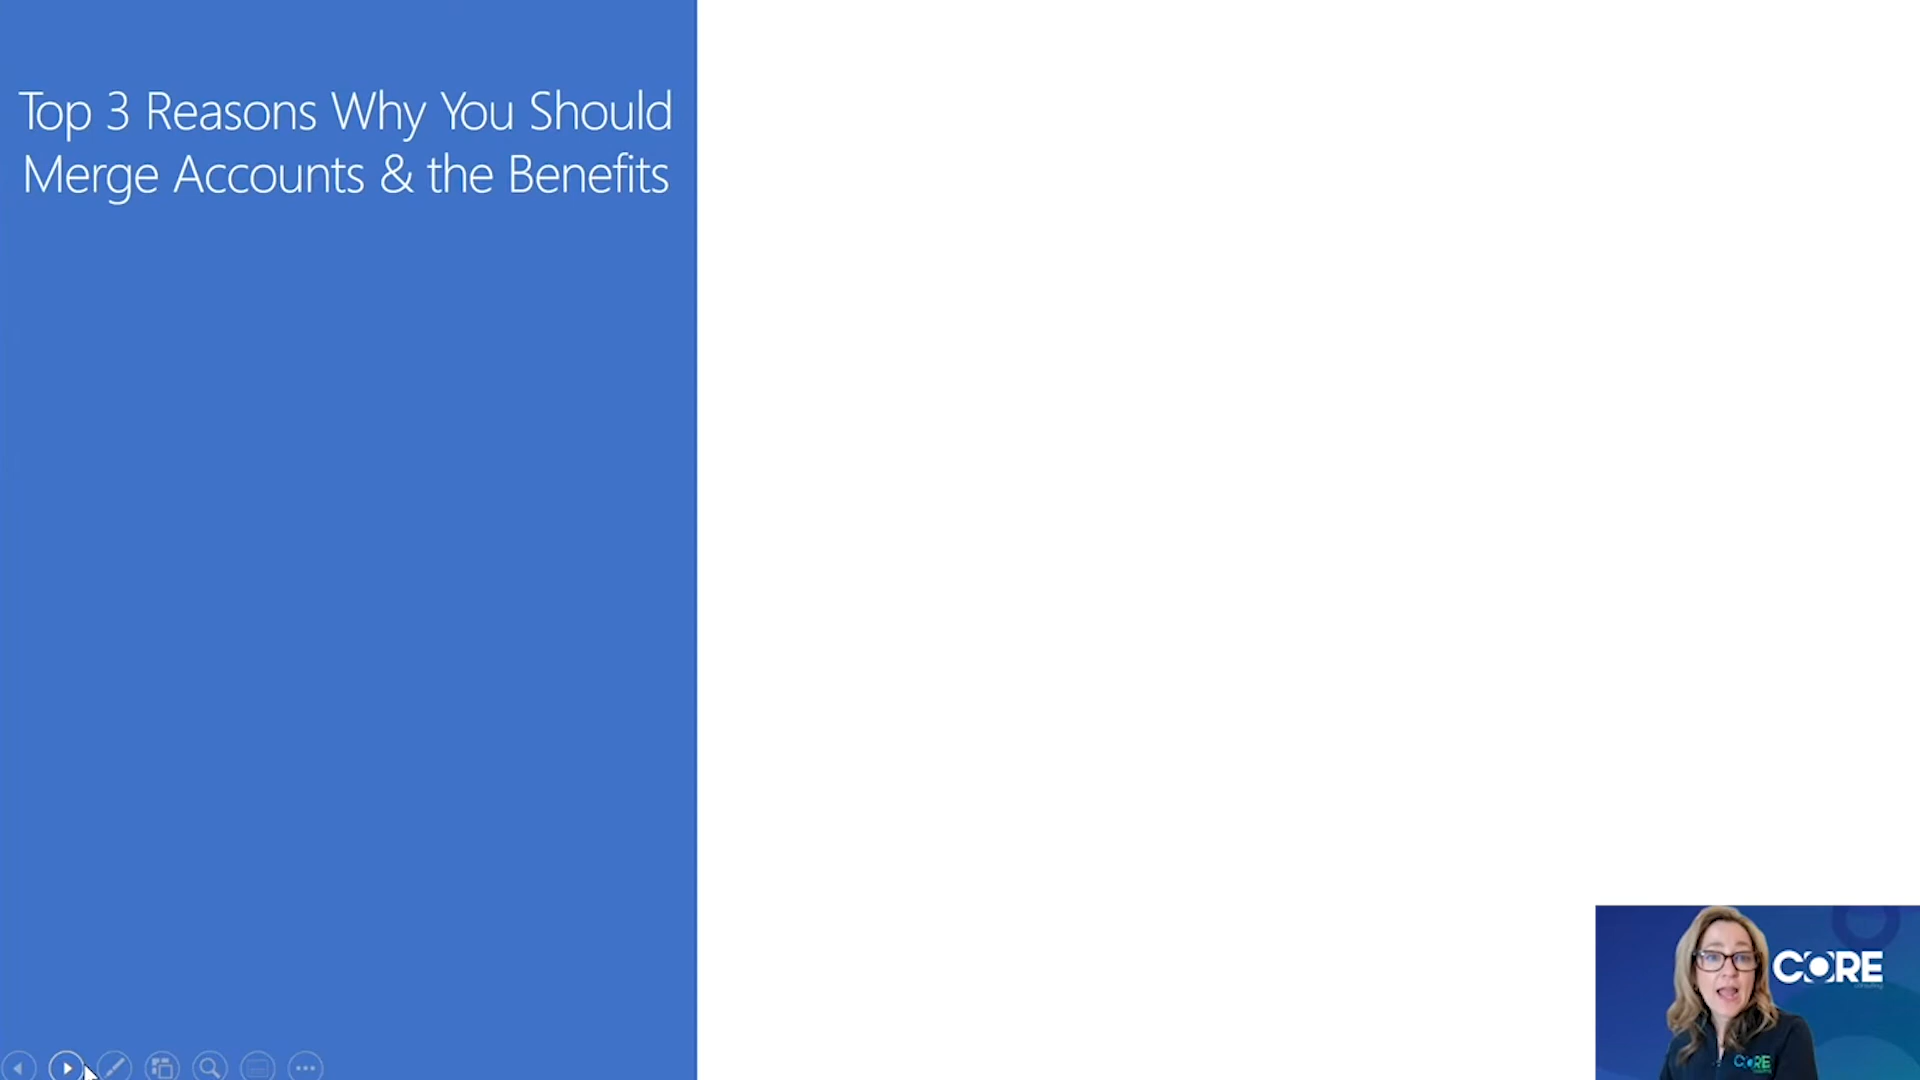 Top 3 Reasons Why You Should
Merge Accounts & the Benefits
CORE
CORE